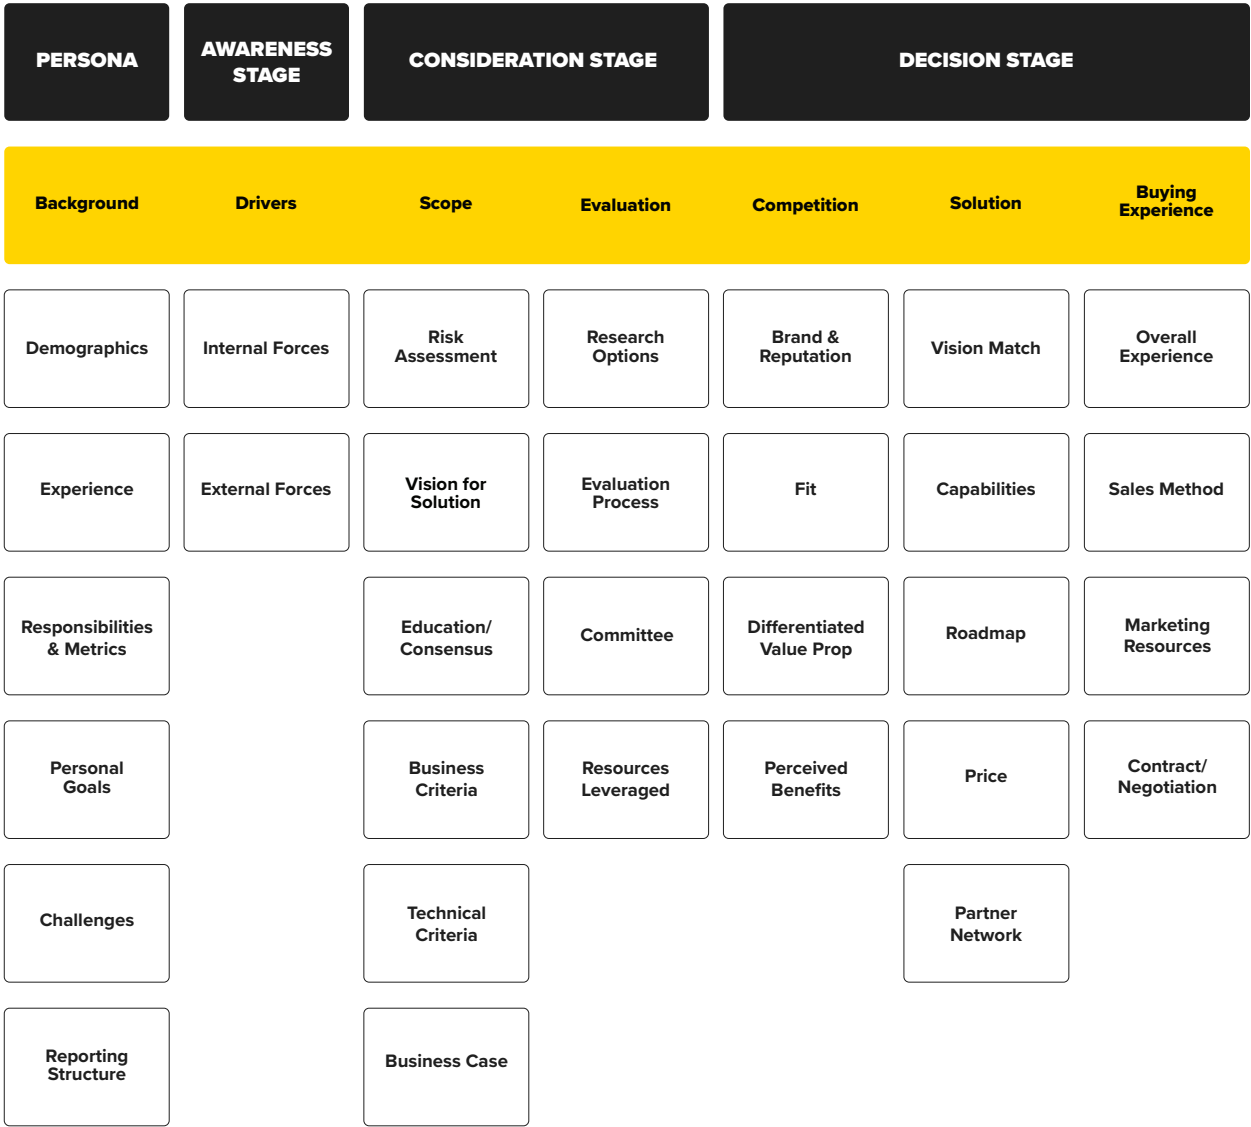 PERSONA
AWARENESS
STAGE
CONSIDERATION STAGE
DECISION STAGE
Background
Drivers
Scope
Evaluation
Competition
Solution
Buying
Experience
Demographics
Internal Forces
Risk
Assessment
Research
Options
Brand &
Reputation
Vision Match
Overall
Experience
Experience
External Forces
Vision for
Solution
Evaluation
Process
Fit
Capabilities
Sales Method
Responsibilities
& Metrics
Education/
Consensus
Committee
Differentiated
Value Prop
Roadmap
Marketing
Resources
Personal
Goals
Business
Criteria
Resources
Leveraged
Perceived
Benefits
Price
Contract/
Negotiation
Challenges
Technical
Criteria
Partner
Network
Reporting
Structure
Business Case